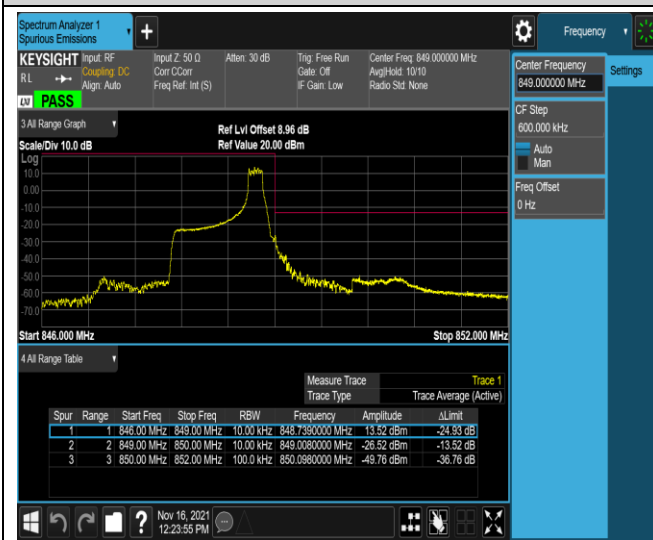 Spectrum Analyzer 1
Spurious Emissions
Frequency
KEYSIGHT Input: RF Input Z: 50 Ω Atten: 30 dB Trig: Free Run Center Freq: 849.000000 MHz
RL Coupling: DC Corr CCorr Gate: Off Avg|Hold: 10/10
Align: Auto Freq Ref: Int (S) IF Gain: Low Radio Std: None
LXI PASS
Center Frequency
849.000000 MHz
Settings
CF Step
600.000 kHz
Auto
Man
Freq Offset
0 Hz
3 All Range Graph
Ref Lvl Offset 8.96 dB
Scale/Div 10.0 dB Ref Value 20.00 dBm
Log
10.0
0.00
-10.0
-20.0
-30.0
-40.0
-50.0
-60.0
-70.0
Start 846.000 MHz Stop 852.000 MHz
4 All Range Table
Measure Trace Trace 1
Trace Type Trace Average (Active)
Spur Range Start Freq Stop Freq RBW Frequency Amplitude ΔLimit
1 1 846.00 MHz 849.00 MHz 10.00 kHz 848.7390000 MHz 13.52 dBm -24.93 dB
2 2 849.00 MHz 850.00 MHz 10.00 kHz 849.0080000 MHz -26.52 dBm -13.52 dB
3 3 850.00 MHz 852.00 MHz 100.0 kHz 850.0980000 MHz -49.76 dBm -36.76 dB
? Nov 16, 2021
12:23:55 PM